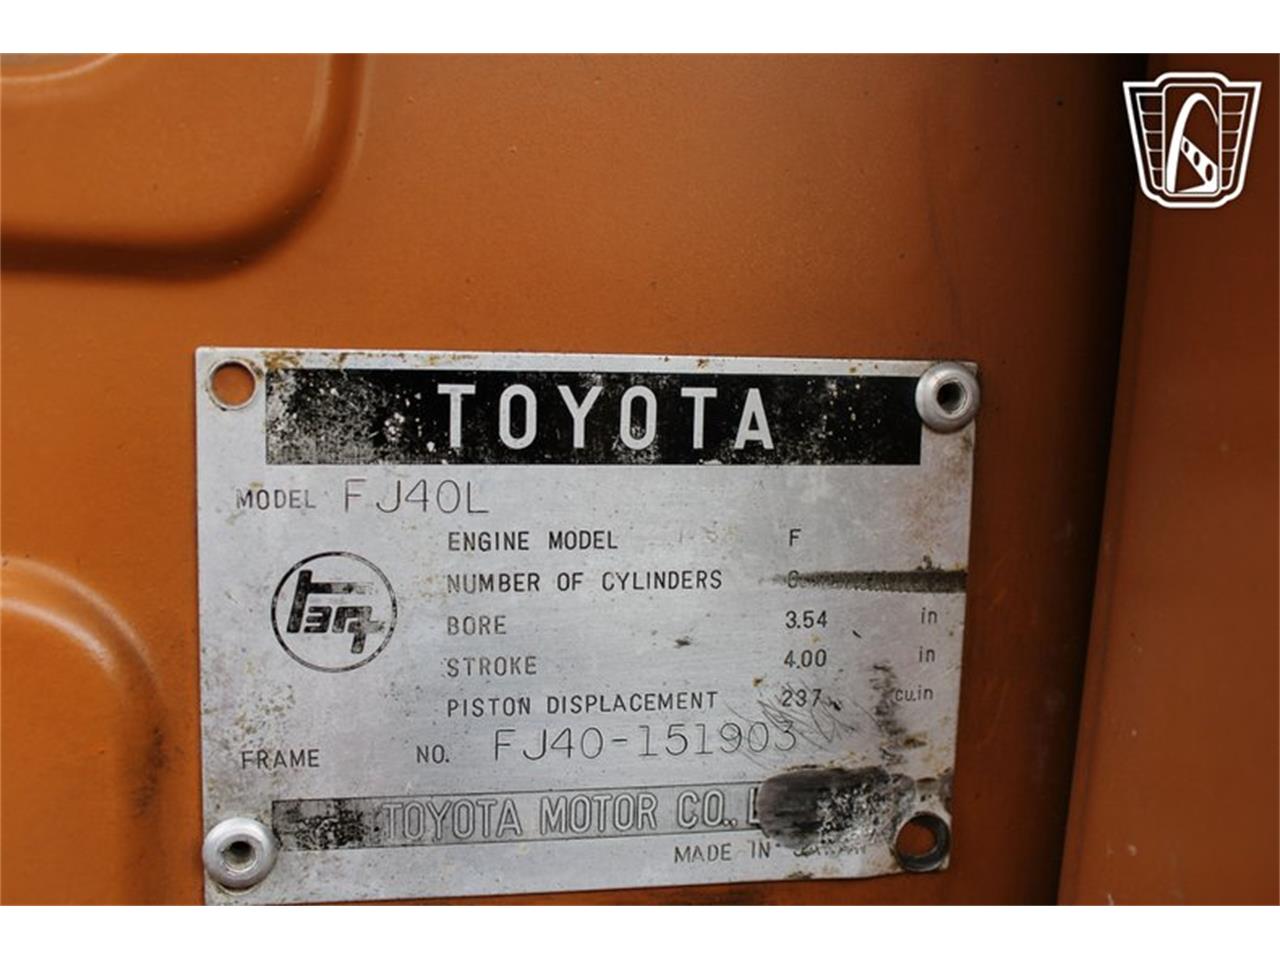 TOYOTA
MODEL FJ40L
ENGINE MODEL F
NUMBER OF CYLINDERS
BORE 3.54 in
STROKE 4.00 in
PISTON DISPLACEMENT 237 cu.in
FRAME NO. FJ40-151903
TOYOTA MOTOR CO.,
MADE IN JAPAN